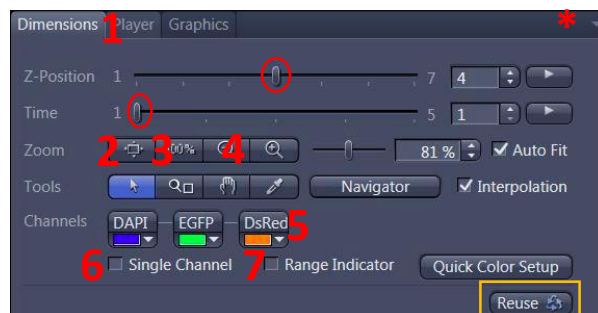 Dimensions 1 Player Graphics *
Z-Position 1 7 4
Time 1 5 1
Zoom 2 3 00% 4 81 % Auto Fit
Tools Navigator Interpolation
Channels DAPI EGFP DsRed 5
6 Single Channel 7 Range Indicator Quick Color Setup
Reuse